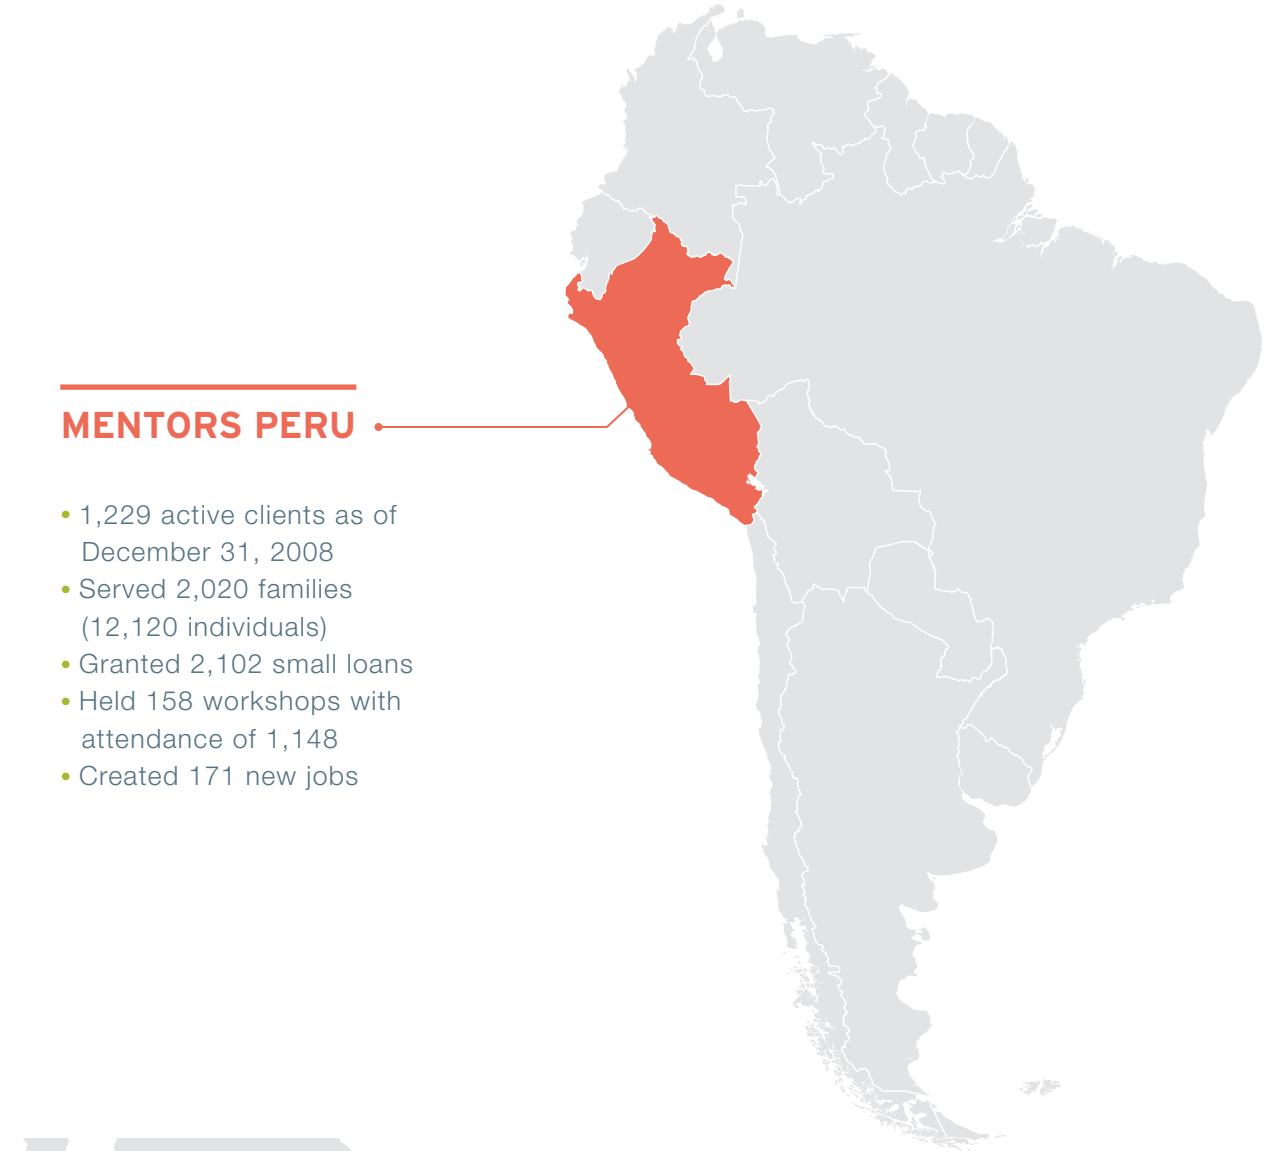 MENTORS PERU
• 1,229 active clients as of
December 31, 2008
• Served 2,020 families
(12,120 individuals)
• Granted 2,102 small loans
• Held 158 workshops with
attendance of 1,148
• Created 171 new jobs